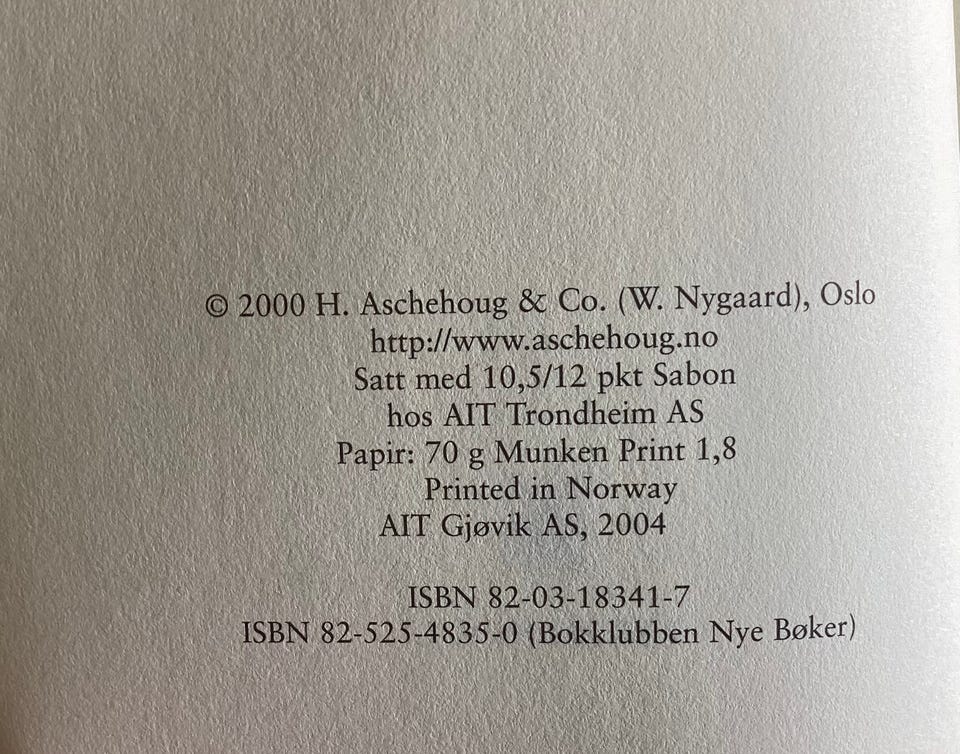 © 2000 H. Aschehoug & Co. (W. Nygaard), Oslo
http://www.aschehoug.no
Satt med 10,5/12 pkt Sabon
hos AIT Trondheim AS
Papir: 70 g Munken Print 1,8
Printed in Norway
AIT Gjøvik AS, 2004
ISBN 82-03-18341-7
ISBN 82-525-4835-0 (Bokklubben Nye Bøker)